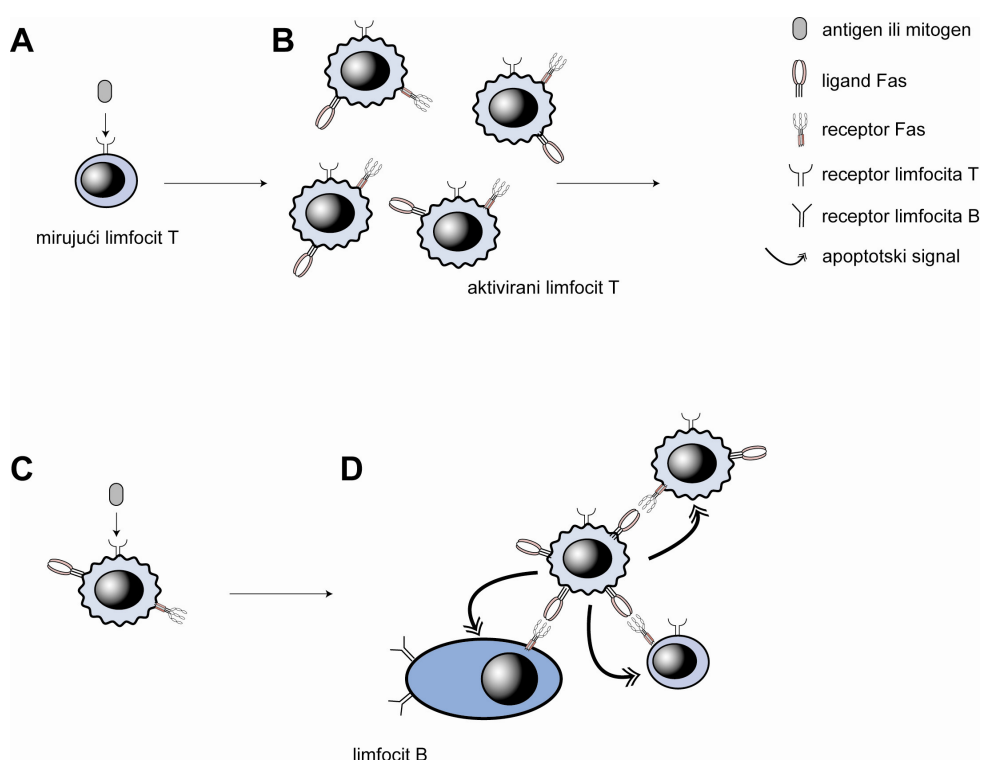 A
B
antigen ili mitogen
ligand Fas
receptor Fas
receptor limfocita T
receptor limfocita B
apoptotski signal
mirujući limfocit T
aktivirani limfocit T
C
D
limfocit B